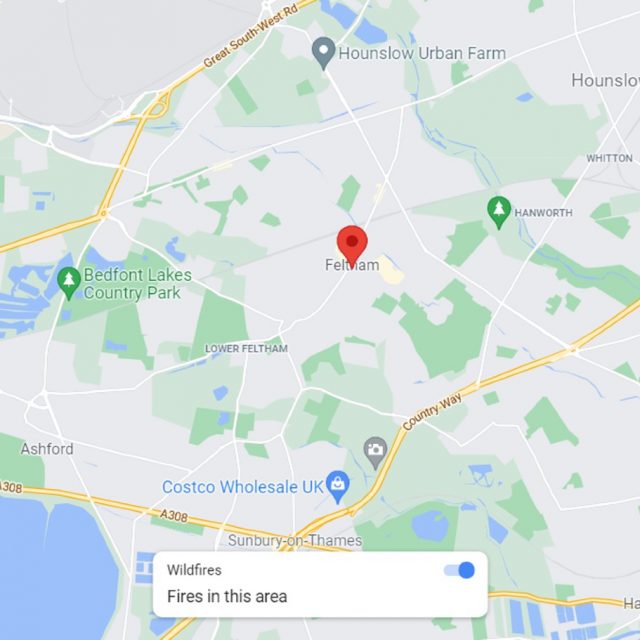 Great South-West Rd
Hounslow Urban Farm
Hounslow
WHITTON
HANWORTH
Feltham
Bedfont Lakes
Country Park
LOWER FELTHAM
Country Way
Ashford
A308
Costco Wholesale UK
A308
Sunbury-on-Thames
Wildfires
Fires in this area
Ha